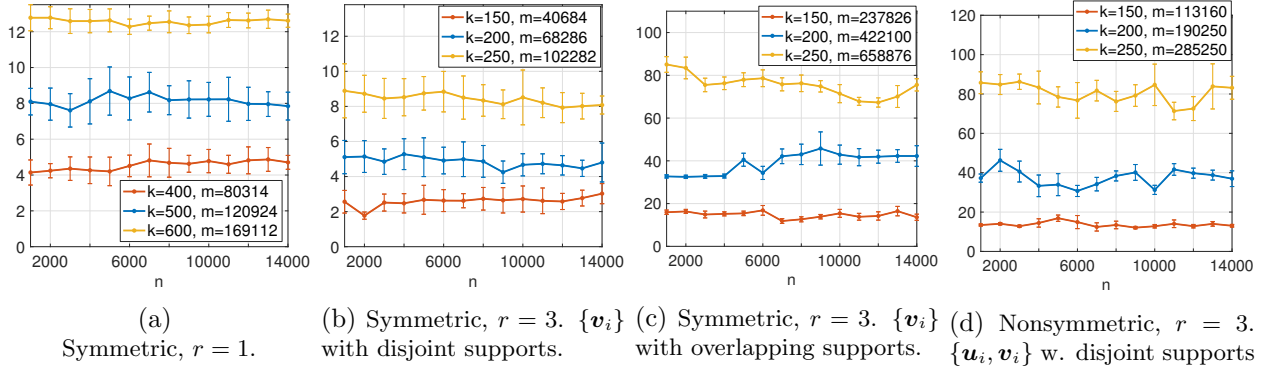 k=400, m=80314
k=500, m=120924
k=600, m=169112
12
10
8
6
4
2
0
2000 6000 10000 14000
n
(a)
Symmetric, r = 1.
k=150, m=40684
k=200, m=68286
k=250, m=102282
12
10
8
6
4
2
0
2000 6000 10000 14000
n
(b) Symmetric, r = 3. {v_i}
with disjoint supports.
k=150, m=237826
k=200, m=422100
k=250, m=658876
100
80
60
40
20
0
2000 6000 10000 14000
n
(c) Symmetric, r = 3. {v_i}
with overlapping supports.
k=150, m=113160
k=200, m=190250
k=250, m=285250
120
100
80
60
40
20
0
2000 6000 10000 14000
n
(d) Nonsymmetric, r = 3.
{u_i, v_i} w. disjoint supports